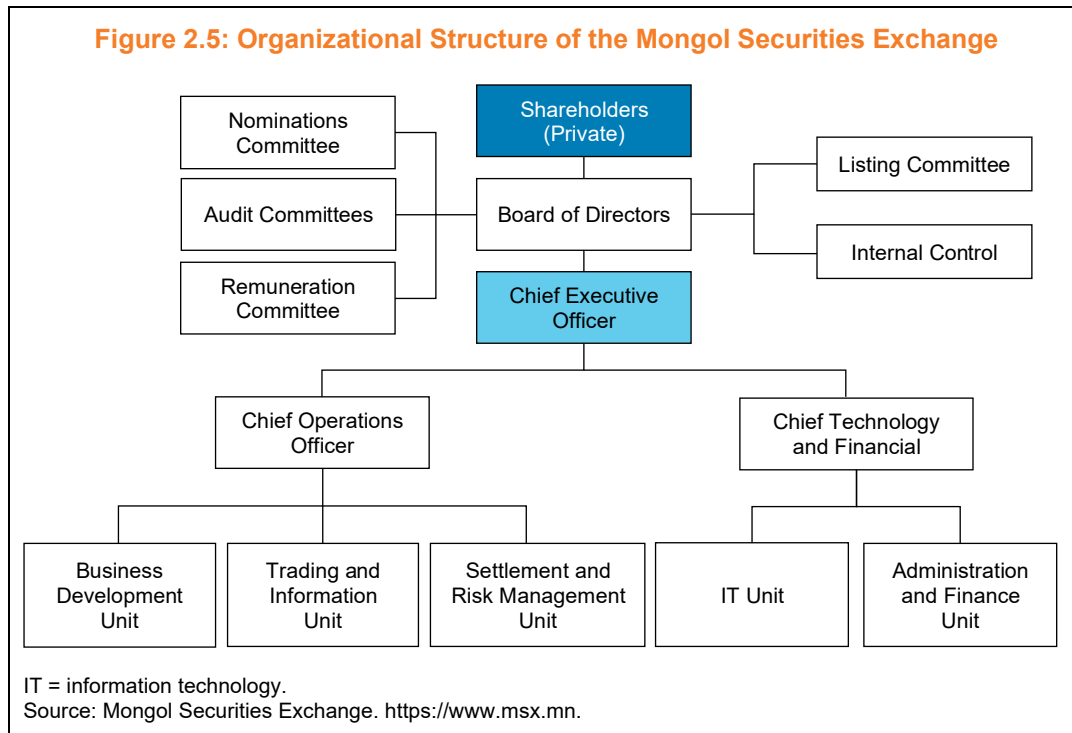 Figure 2.5: Organizational Structure of the Mongol Securities Exchange
Shareholders
(Private)
Nominations
Committee
Audit Committees
Remuneration
Committee
Board of Directors
Listing Committee
Internal Control
Chief Executive
Officer
Chief Operations
Officer
Chief Technology
and Financial
Business
Development
Unit
Trading and
Information
Unit
Settlement and
Risk Management
Unit
IT Unit
Administration
and Finance
Unit
IT = information technology.
Source: Mongol Securities Exchange. https://www.msx.mn.